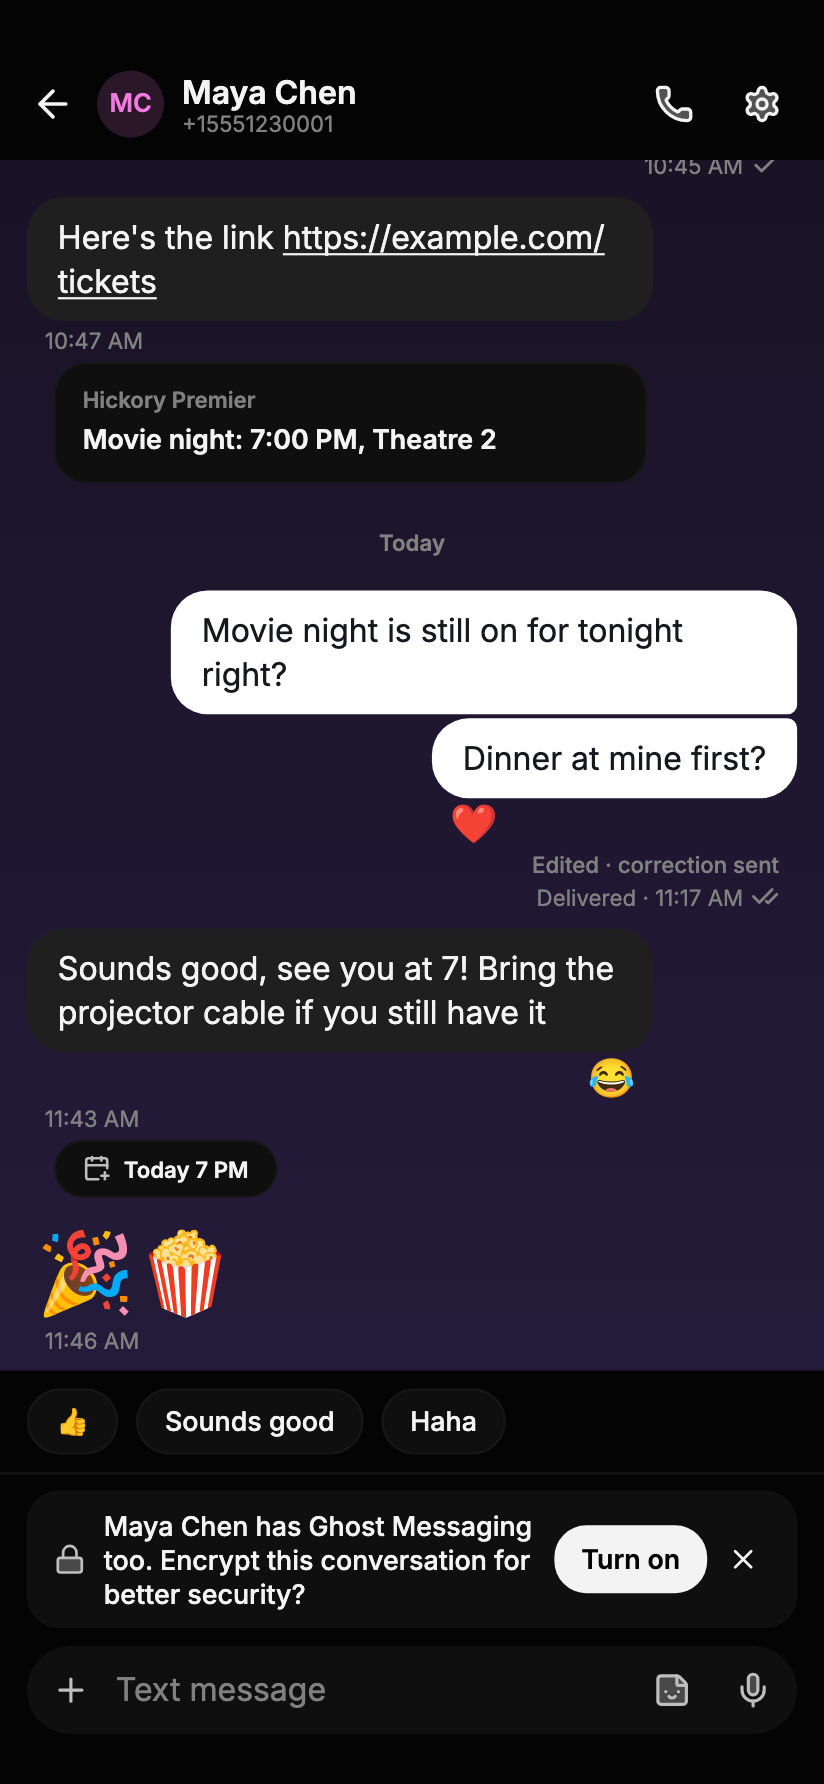 MC
Maya Chen
+15551230001
10:45 AM
Here's the link https://example.com/
tickets
10:47 AM
Hickory Premier
Movie night: 7:00 PM, Theatre 2
Today
Movie night is still on for tonight
right?
Dinner at mine first?
Edited · correction sent
Delivered · 11:17 AM
Sounds good, see you at 7! Bring the
projector cable if you still have it
11:43 AM
Today 7 PM
11:46 AM
Sounds good
Haha
Maya Chen has Ghost Messaging
too. Encrypt this conversation for
better security?
Turn on
Text message